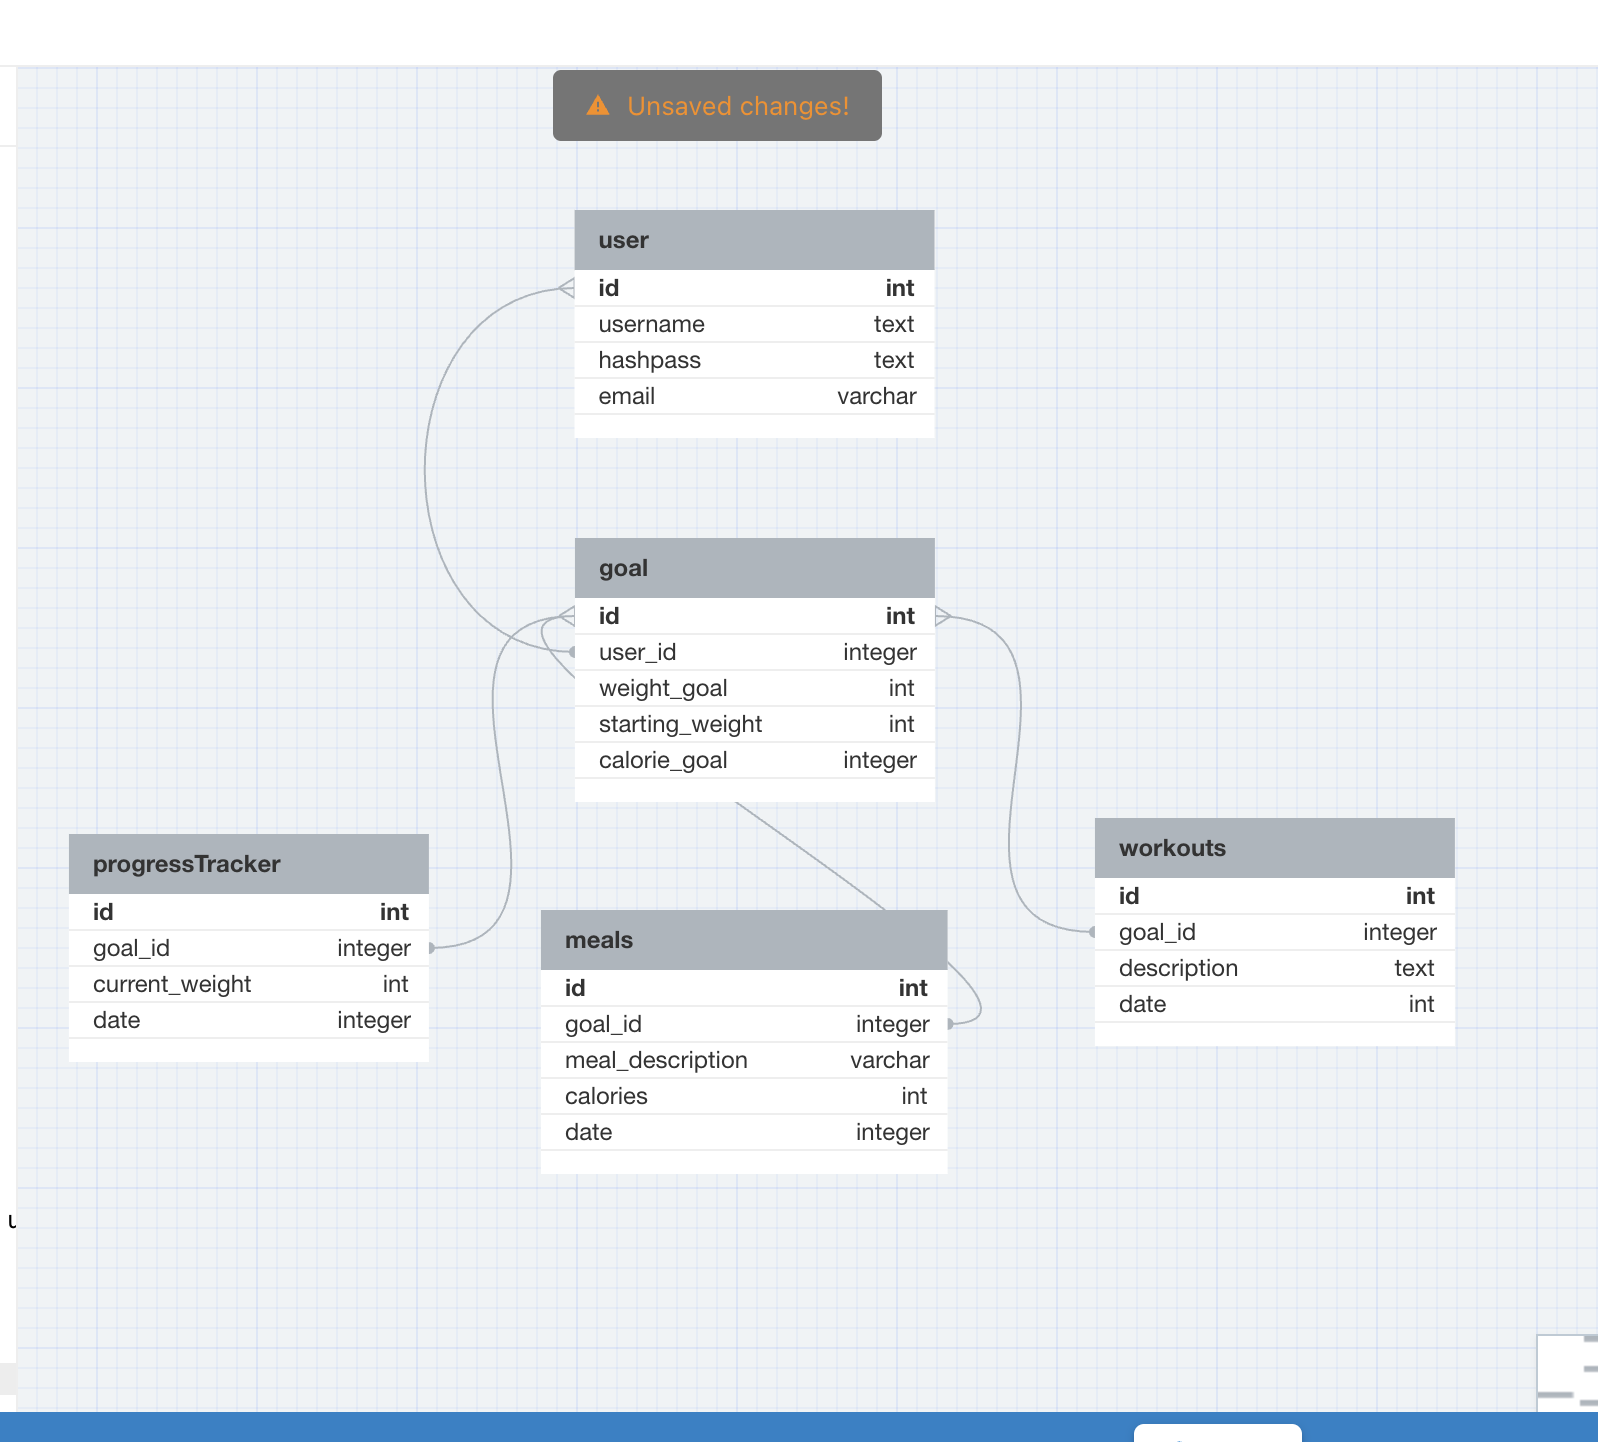 Unsaved changes!
user
id int
username text
hashpass text
email varchar
goal
id int
user_id integer
weight_goal int
starting_weight int
calorie_goal integer
progressTracker
id int
goal_id integer
current_weight int
date integer
meals
id int
goal_id integer
meal_description varchar
calories int
date integer
workouts
id int
goal_id integer
description text
date int